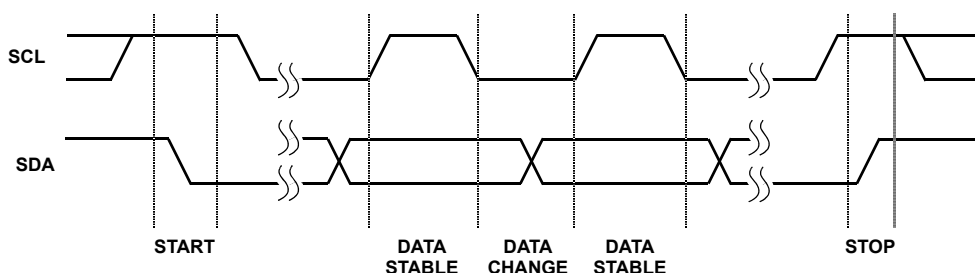 SCL
SDA
START
DATA
STABLE
DATA
CHANGE
DATA
STABLE
STOP